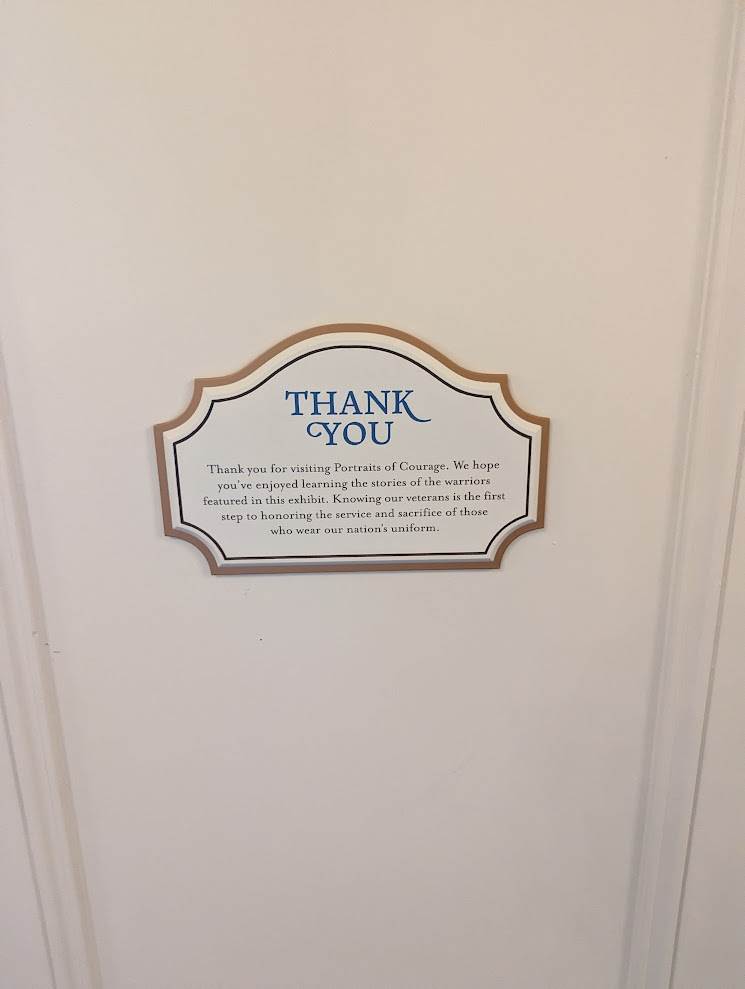 THANK
YOU
Thank you for visiting Portraits of Courage. We hope
you've enjoyed learning the stories of the warriors
featured in this exhibit. Knowing our veterans is the first
step to honoring the service and sacrifice of those
who wear our nation's uniform.